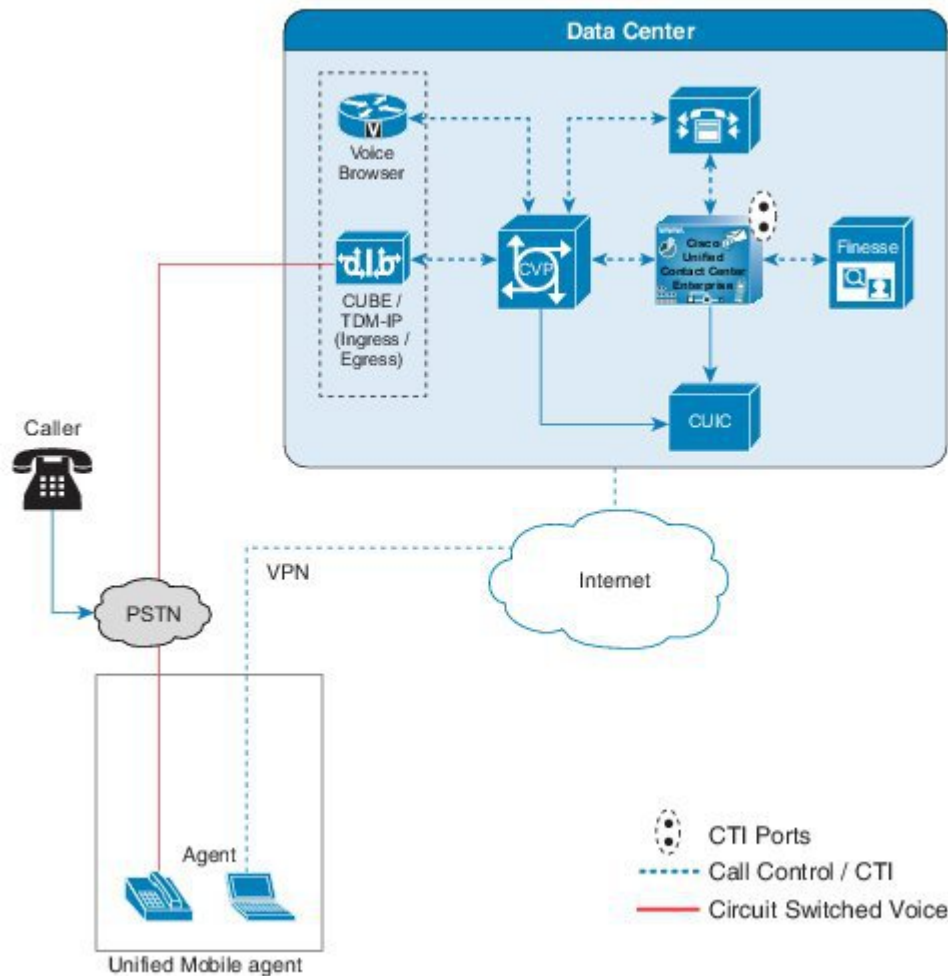 Data Center
V
Voice
Browser
CUBE /
TDM-IP
(Ingress /
Egress)
CVP
www.
Cisco
Unified
Contact Center
Enterprise
Finesse
CUIC
Caller
PSTN
VPN
Internet
Agent
Unified Mobile agent
CTI Ports
Call Control / CTI
Circuit Switched Voice